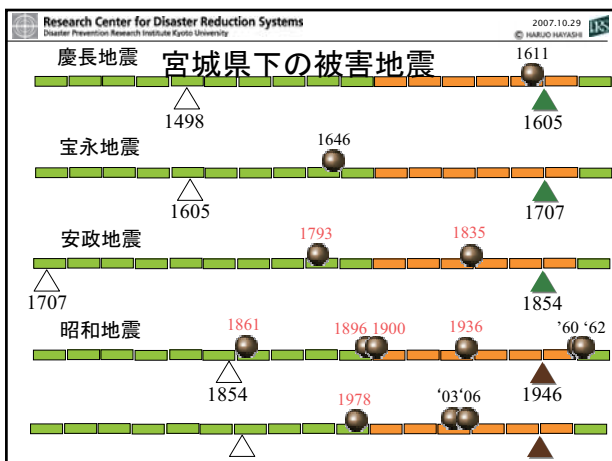 Research Center for Disaster Reduction Systems
Disaster Prevention Research Institute Kyoto University
2007.10.29
© HARUO HAYASHI
DRS
宮城県下の被害地震
慶長地震
1611
1498
1605
宝永地震
1646
1605
1707
安政地震
1793
1835
1707
1854
昭和地震
1861
1896
1900
1936
'60 '62
1854
1946
1978
'03 '06